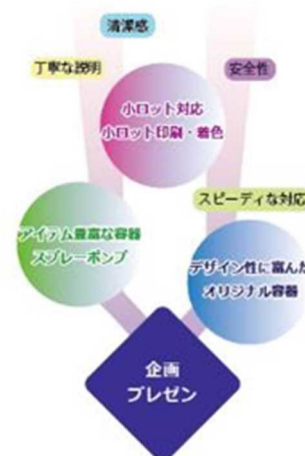 清潔感
丁寧な説明
安全性
小ロット対応
小ロット印刷・着色
スピーディな対応
アイテム豊富な容器
スプレーポンプ
デザイン性に富んだ
オリジナル容器
企画
プレゼン